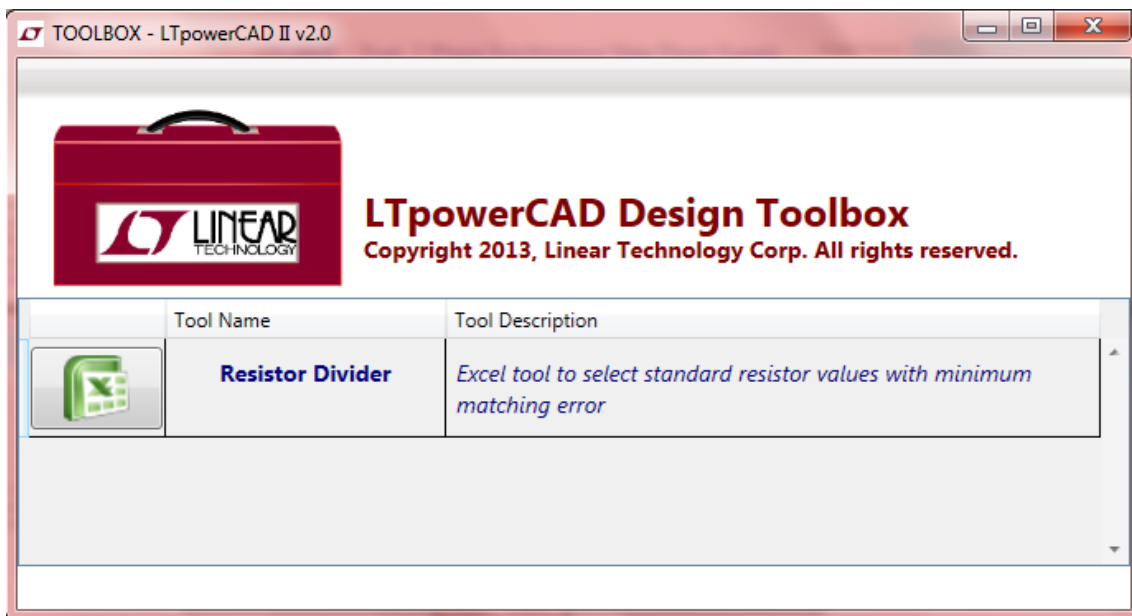 TOOLBOX - LTpowerCAD II v2.0
LINEAR
TECHNOLOGY
LTpowerCAD Design Toolbox
Copyright 2013, Linear Technology Corp. All rights reserved.
Tool Name Tool Description
Resistor Divider Excel tool to select standard resistor values with minimum
matching error